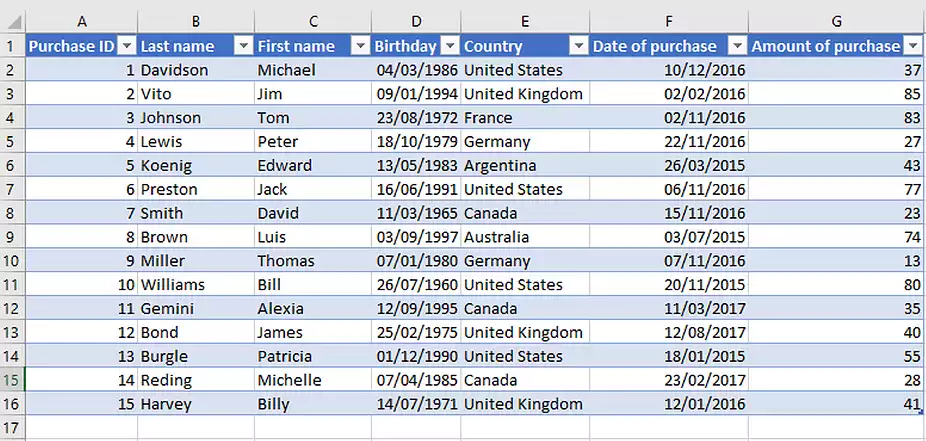 A B C D E F G
1 Purchase ID Last name First name Birthday Country Date of purchase Amount of purchase
2 1 Davidson Michael 04/03/1986 United States 10/12/2016 37
3 2 Vito Jim 09/01/1994 United Kingdom 02/02/2016 85
4 3 Johnson Tom 23/08/1972 France 02/11/2016 83
5 4 Lewis Peter 18/10/1979 Germany 22/11/2016 27
6 5 Koenig Edward 13/05/1983 Argentina 26/03/2015 43
7 6 Preston Jack 16/06/1991 United States 06/11/2016 77
8 7 Smith David 11/03/1965 Canada 15/11/2016 23
9 8 Brown Luis 03/09/1997 Australia 03/07/2015 74
10 9 Miller Thomas 07/01/1980 Germany 07/11/2016 13
11 10 Williams Bill 26/07/1960 United States 20/11/2015 80
12 11 Gemini Alexia 12/09/1995 Canada 11/03/2017 35
13 12 Bond James 25/02/1975 United Kingdom 12/08/2017 40
14 13 Burgle Patricia 01/12/1990 United States 18/01/2015 55
15 14 Reding Michelle 07/04/1985 Canada 23/02/2017 28
16 15 Harvey Billy 14/07/1971 United Kingdom 12/01/2016 41
17